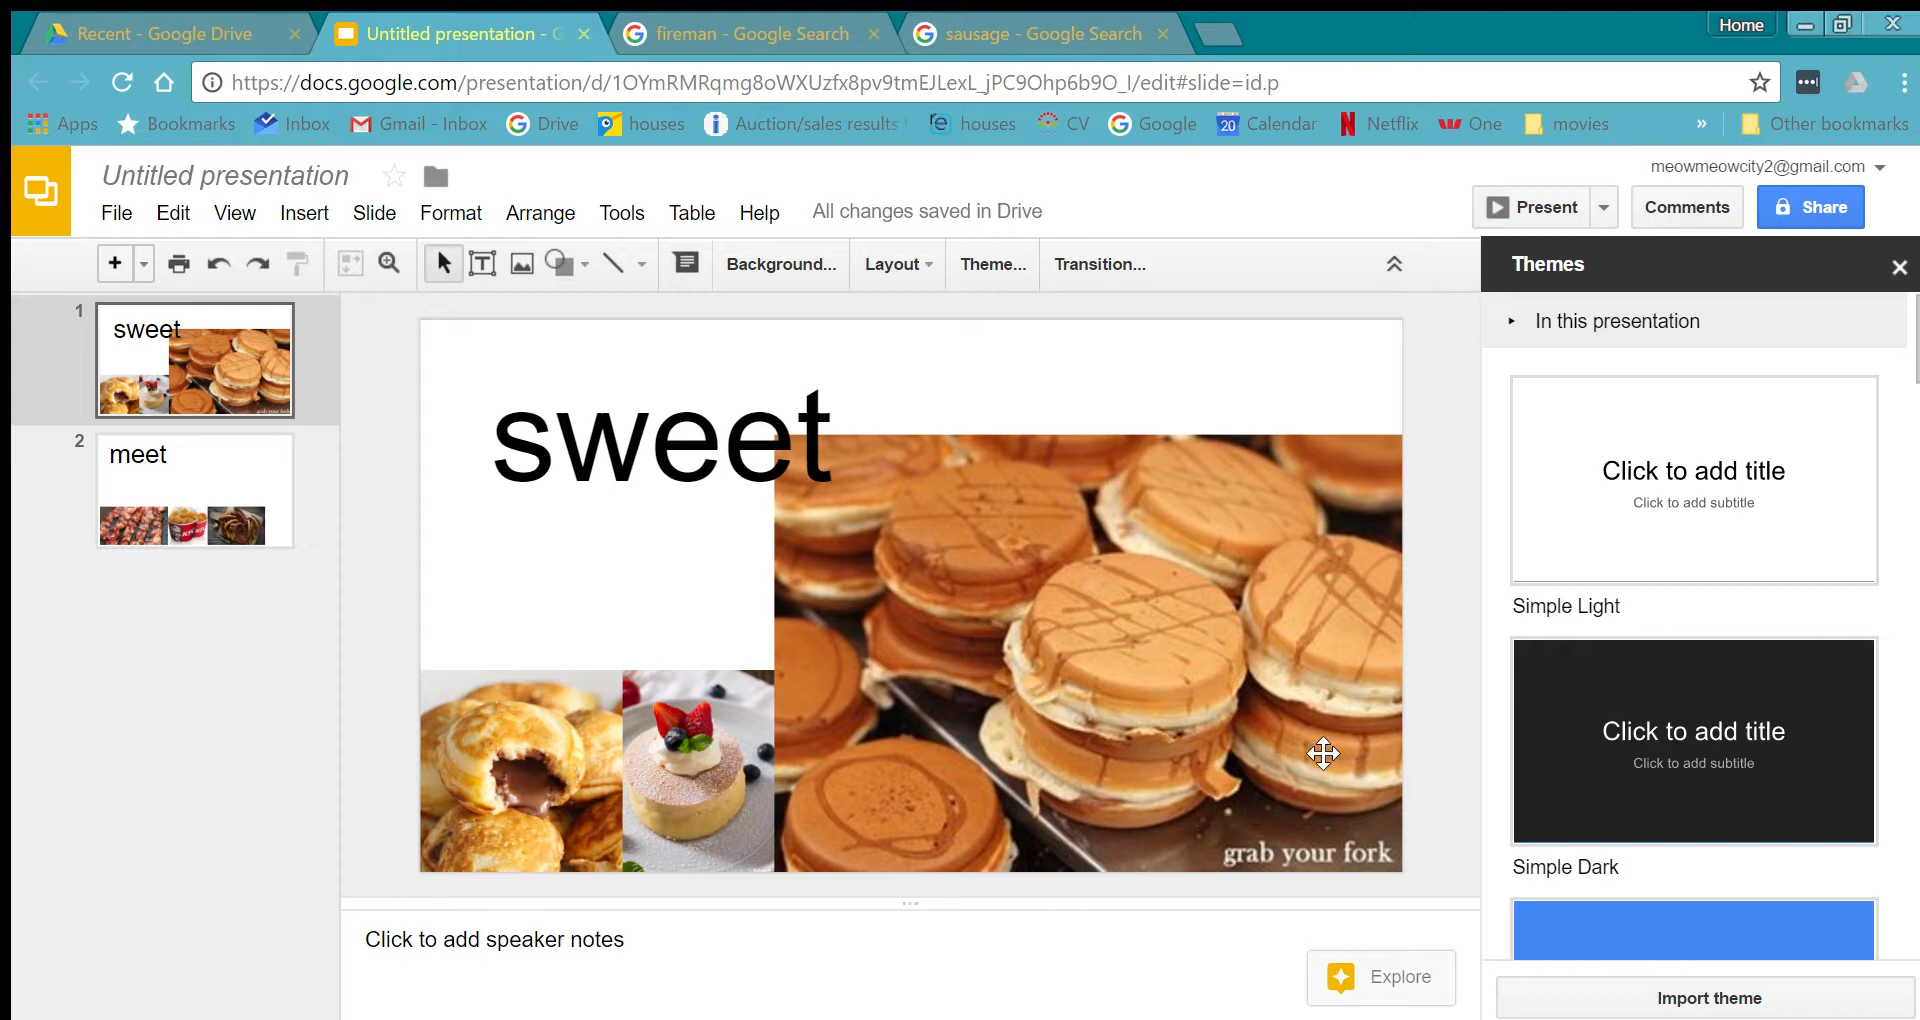 Recent - Google Drive
Untitled presentation - G
fireman - Google Search
sausage - Google Search
Home
https://docs.google.com/presentation/d/1OYmRMRqmg8oWXUzfx8pv9tmEJLexL_jPC9Ohp6b9O_I/edit#slide=id.p
Apps
Bookmarks
Inbox
Gmail - Inbox
Drive
houses
Auction/sales results
houses
CV
Google
20
Calendar
Netflix
One
movies
»
Other bookmarks
Untitled presentation
meowmeowcity2@gmail.com
File
Edit
View
Insert
Slide
Format
Arrange
Tools
Table
Help
All changes saved in Drive
Present
Comments
Share
Background...
Layout
Theme...
Transition...
Themes
1
sweet
2
meet
sweet
grab your fork
In this presentation
Click to add title
Click to add subtitle
Simple Light
Click to add title
Click to add subtitle
Simple Dark
Click to add speaker notes
Explore
Import theme